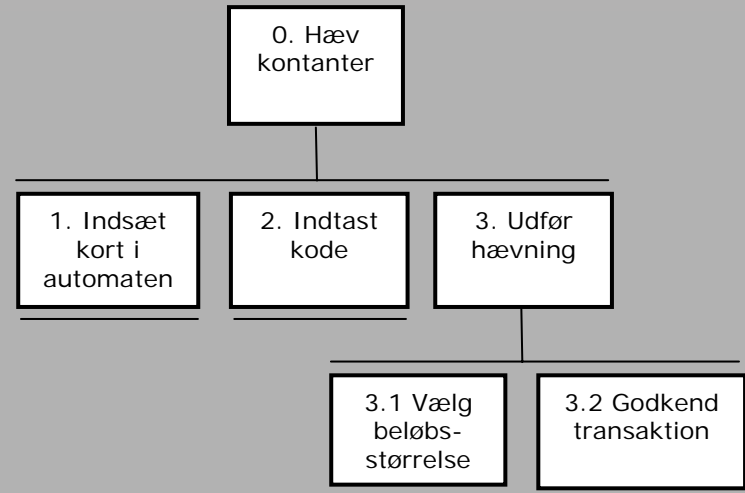 0. Hæv
kontanter
1. Indsæt
kort i
automaten
2. Indtast
kode
3. Udfør
hævning
3.1 Vælg
beløbs-
størrelse
3.2 Godkend
transaktion